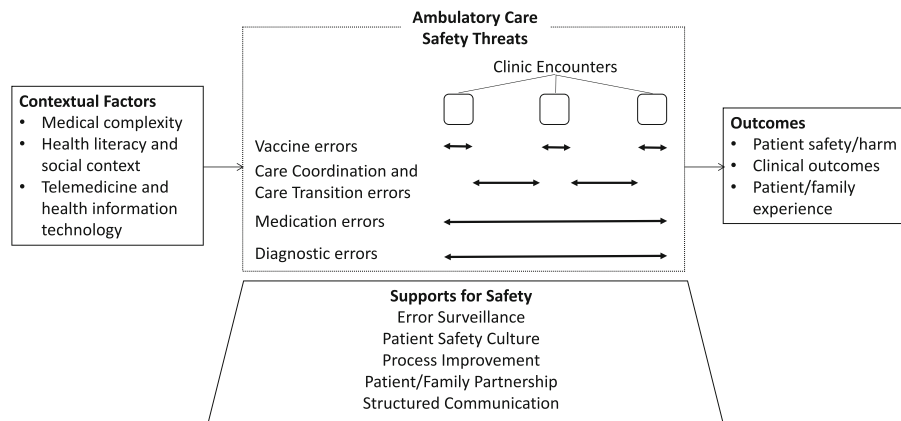 Ambulatory Care
Safety Threats
Clinic Encounters
Contextual Factors
• Medical complexity
• Health literacy and
social context
• Telemedicine and
health information
technology
Vaccine errors
Care Coordination and
Care Transition errors
Medication errors
Diagnostic errors
Outcomes
• Patient safety/harm
• Clinical outcomes
• Patient/family
experience
Supports for Safety
Error Surveillance
Patient Safety Culture
Process Improvement
Patient/Family Partnership
Structured Communication